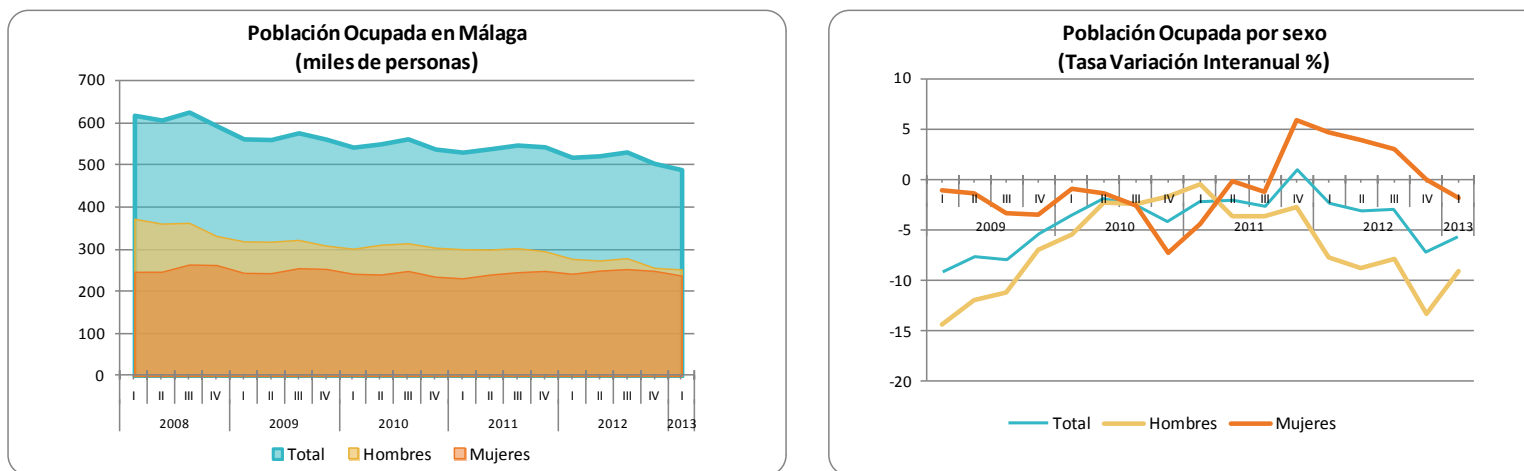 Población Ocupada en Málaga
(miles de personas)
700
600
500
400
300
200
100
0
I II III IV I II III IV I II III IV I II III IV I II III IV I
2008 2009 2010 2011 2012 2013
Total Hombres Mujeres
Población Ocupada por sexo
(Tasa Variación Interanual %)
10
5
0
I II III IV I II III IV I II III IV I II III IV I
2009 2010 2011 2012 2013
-5
-10
-15
-20
Total Hombres Mujeres